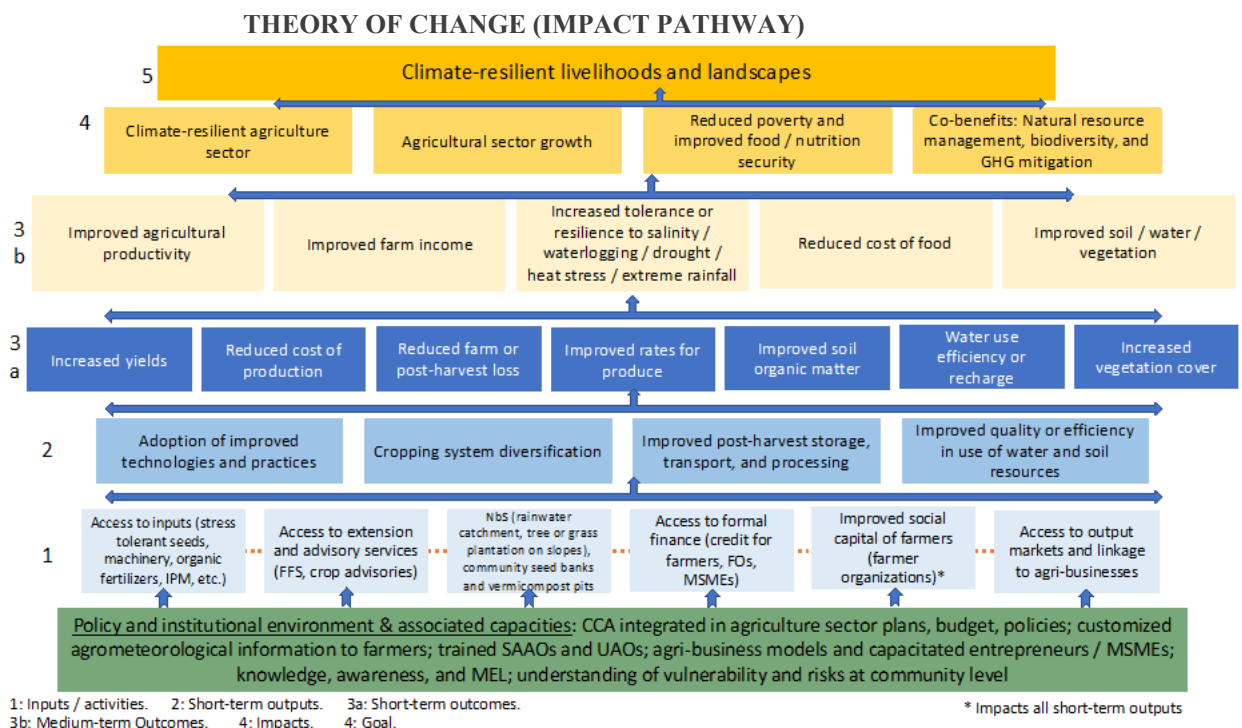 THEORY OF CHANGE (IMPACT PATHWAY)
5
Climate-resilient livelihoods and landscapes
4
Climate-resilient agriculture
sector
Agricultural sector growth
Reduced poverty and
improved food / nutrition
security
Co-benefits: Natural resource
management, biodiversity, and
GHG mitigation
3
b
Improved agricultural
productivity
Improved farm income
Increased tolerance or
resilience to salinity /
waterlogging / drought /
heat stress / extreme rainfall
Reduced cost of food
Improved soil / water /
vegetation
3
a
Increased yields
Reduced cost of
production
Reduced farm or
post-harvest loss
Improved rates for
produce
Improved soil
organic matter
Water use
efficiency or
recharge
Increased
vegetation cover
2
Adoption of improved
technologies and practices
Cropping system diversification
Improved post-harvest storage,
transport, and processing
Improved quality or efficiency
in use of water and soil
resources
1
Access to inputs (stress
tolerant seeds,
machinery, organic
fertilizers, IPM, etc.)
Access to extension
and advisory services
(FFS, crop advisories)
NbS (rainwater
catchment, tree or grass
plantation on slopes),
community seed banks
and vermicompost pits
Access to formal
finance (credit for
farmers, FOs,
MSMEs)
Improved social
capital of farmers
(farmer
organizations)*
Access to output
markets and linkage
to agri-businesses
Policy and institutional environment & associated capacities: CCA integrated in agriculture sector plans, budget, policies; customized
agrometeorological information to farmers; trained SAAOs and UAOs; agri-business models and capacitated entrepreneurs / MSMEs;
knowledge, awareness, and MEL; understanding of vulnerability and risks at community level
1: Inputs / activities. 2: Short-term outputs. 3a: Short-term outcomes.
3b: Medium-term Outcomes. 4: Impacts. 4: Goal.
* Impacts all short-term outputs